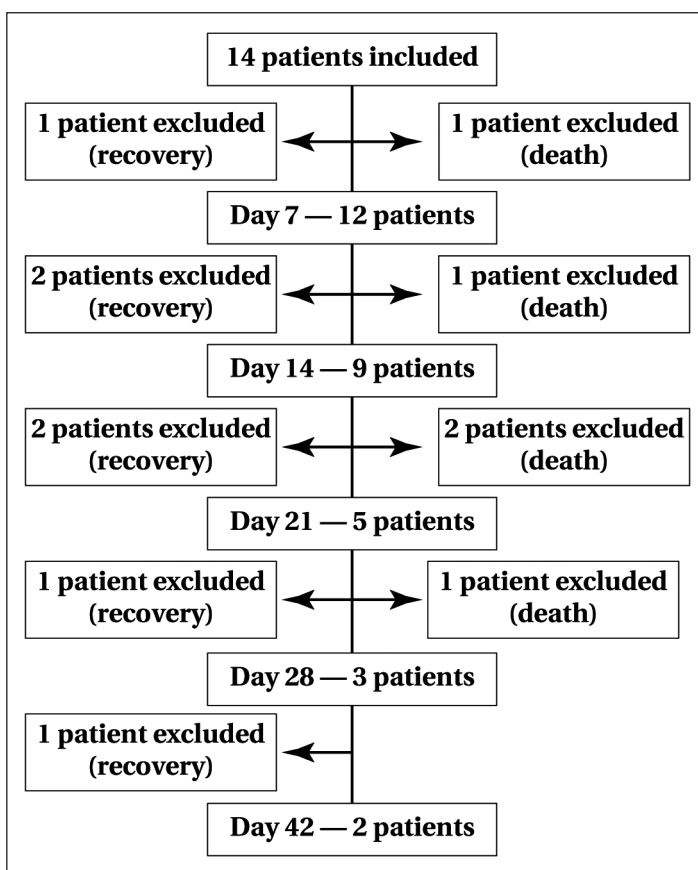 14 patients included
1 patient excluded
(recovery)
1 patient excluded
(death)
Day 7 — 12 patients
2 patients excluded
(recovery)
1 patient excluded
(death)
Day 14 — 9 patients
2 patients excluded
(recovery)
2 patients excluded
(death)
Day 21 — 5 patients
1 patient excluded
(recovery)
1 patient excluded
(death)
Day 28 — 3 patients
1 patient excluded
(recovery)
Day 42 — 2 patients